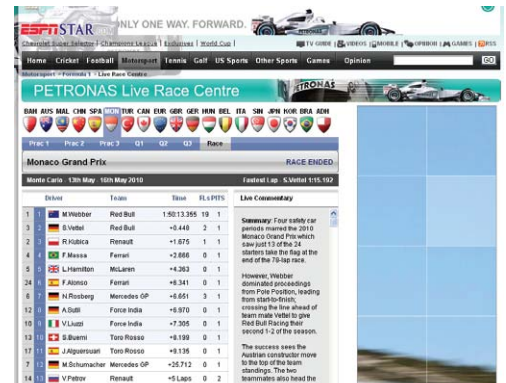 ESPN STAR
ONLY ONE WAY. FORWARD.
Chevrolet Super Selector | Champions League | Exclusives | World Cup |
TV GUIDE | VIDEOS | MOBILE | OPINION | GAMES | RSS
Home Cricket Football Motorsport Tennis Golf US Sports Other Sports Games Opinion GO
Motorsport › Formula 1 › Live Race Centre
PETRONAS Live Race Centre
PETRONAS
BAH AUS MAL CHN SPA MON TUR CAN EUR GBR GER HUN BEL ITA SIN JPN KOR BRA ADH
Prac 1 Prac 2 Prac 3 Q1 Q2 Q3 Race
Monaco Grand Prix RACE ENDED
Monte Carlo - 13th May - 16th May 2010 Fastest Lap - S.Vettel 1:15.192
Driver Team Time FLs PITS
1 1 M.Webber Red Bull 1:50:13.355 19 1
3 2 S.Vettel Red Bull +0.448 2 1
2 3 R.Kubica Renault +1.675 1 1
4 4 F.Massa Ferrari +2.666 0 1
5 5 L.Hamilton McLaren +4.363 0 1
24 6 F.Alonso Ferrari +6.341 0 1
6 7 N.Rosberg Mercedes GP +6.651 3 1
12 8 A.Sutil Force India +6.970 0 1
10 9 V.Liuzzi Force India +7.305 0 1
13 10 S.Buemi Toro Rosso +8.199 0 1
17 11 J.Alguersuari Toro Rosso +9.135 0 1
7 12 M.Schumacher Mercedes GP +25.712 0 1
14 13 V.Petrov Renault +5 Laps 0 2
Live Commentary
Summary: Four safety car
periods marred the 2010
Monaco Grand Prix which
saw just 13 of the 24
starters take the flag at the
end of the 78-lap race.
However, Webber
dominated proceedings
from Pole Position, leading
from start-to-finish;
crossing the line ahead of
team mate Vettel to give
Red Bull Racing their
second 1-2 of the season.
The success sees the
Austrian constructor move
to the top of the team
standings. The two
teammates also head the